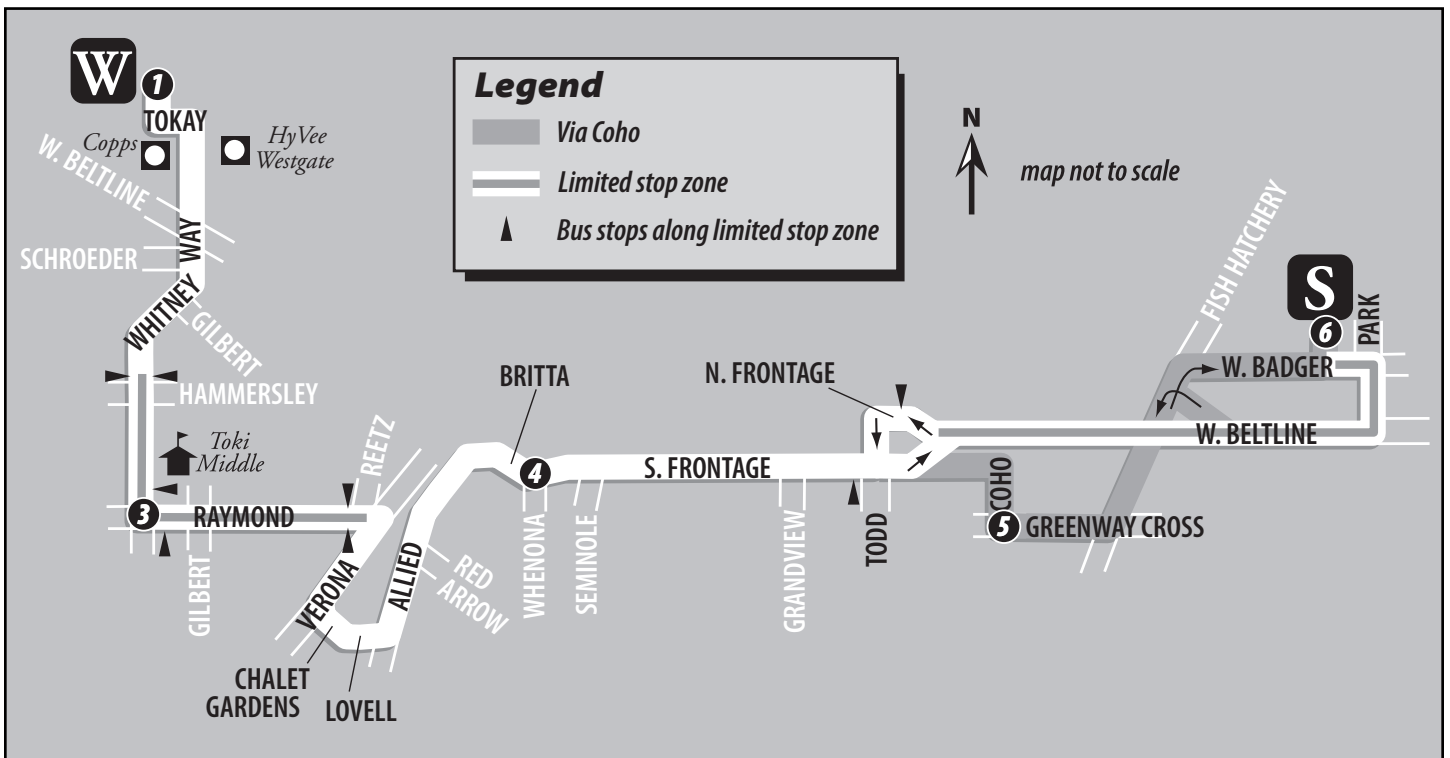 W
1
TOKAY
Copps
HyVee
Westgate
W. BELTLINE
SCHROEDER
WHITNEY
WAY
GILBERT
HAMMERSLEY
Toki
Middle
3
RAYMOND
GILBERT
REETZ
VERONA
CHALET
GARDENS
LOVELL
ALLIED
RED
ARROW
BRITTA
4
WHENONA
SEMINOLE
S. FRONTAGE
GRANDVIEW
N. FRONTAGE
TODD
COHO
5
GREENWAY CROSS
FISH HATCHERY
W. BELTLINE
W. BADGER
S
6
PARK
Legend
Via Coho
Limited stop zone
Bus stops along limited stop zone
N
map not to scale